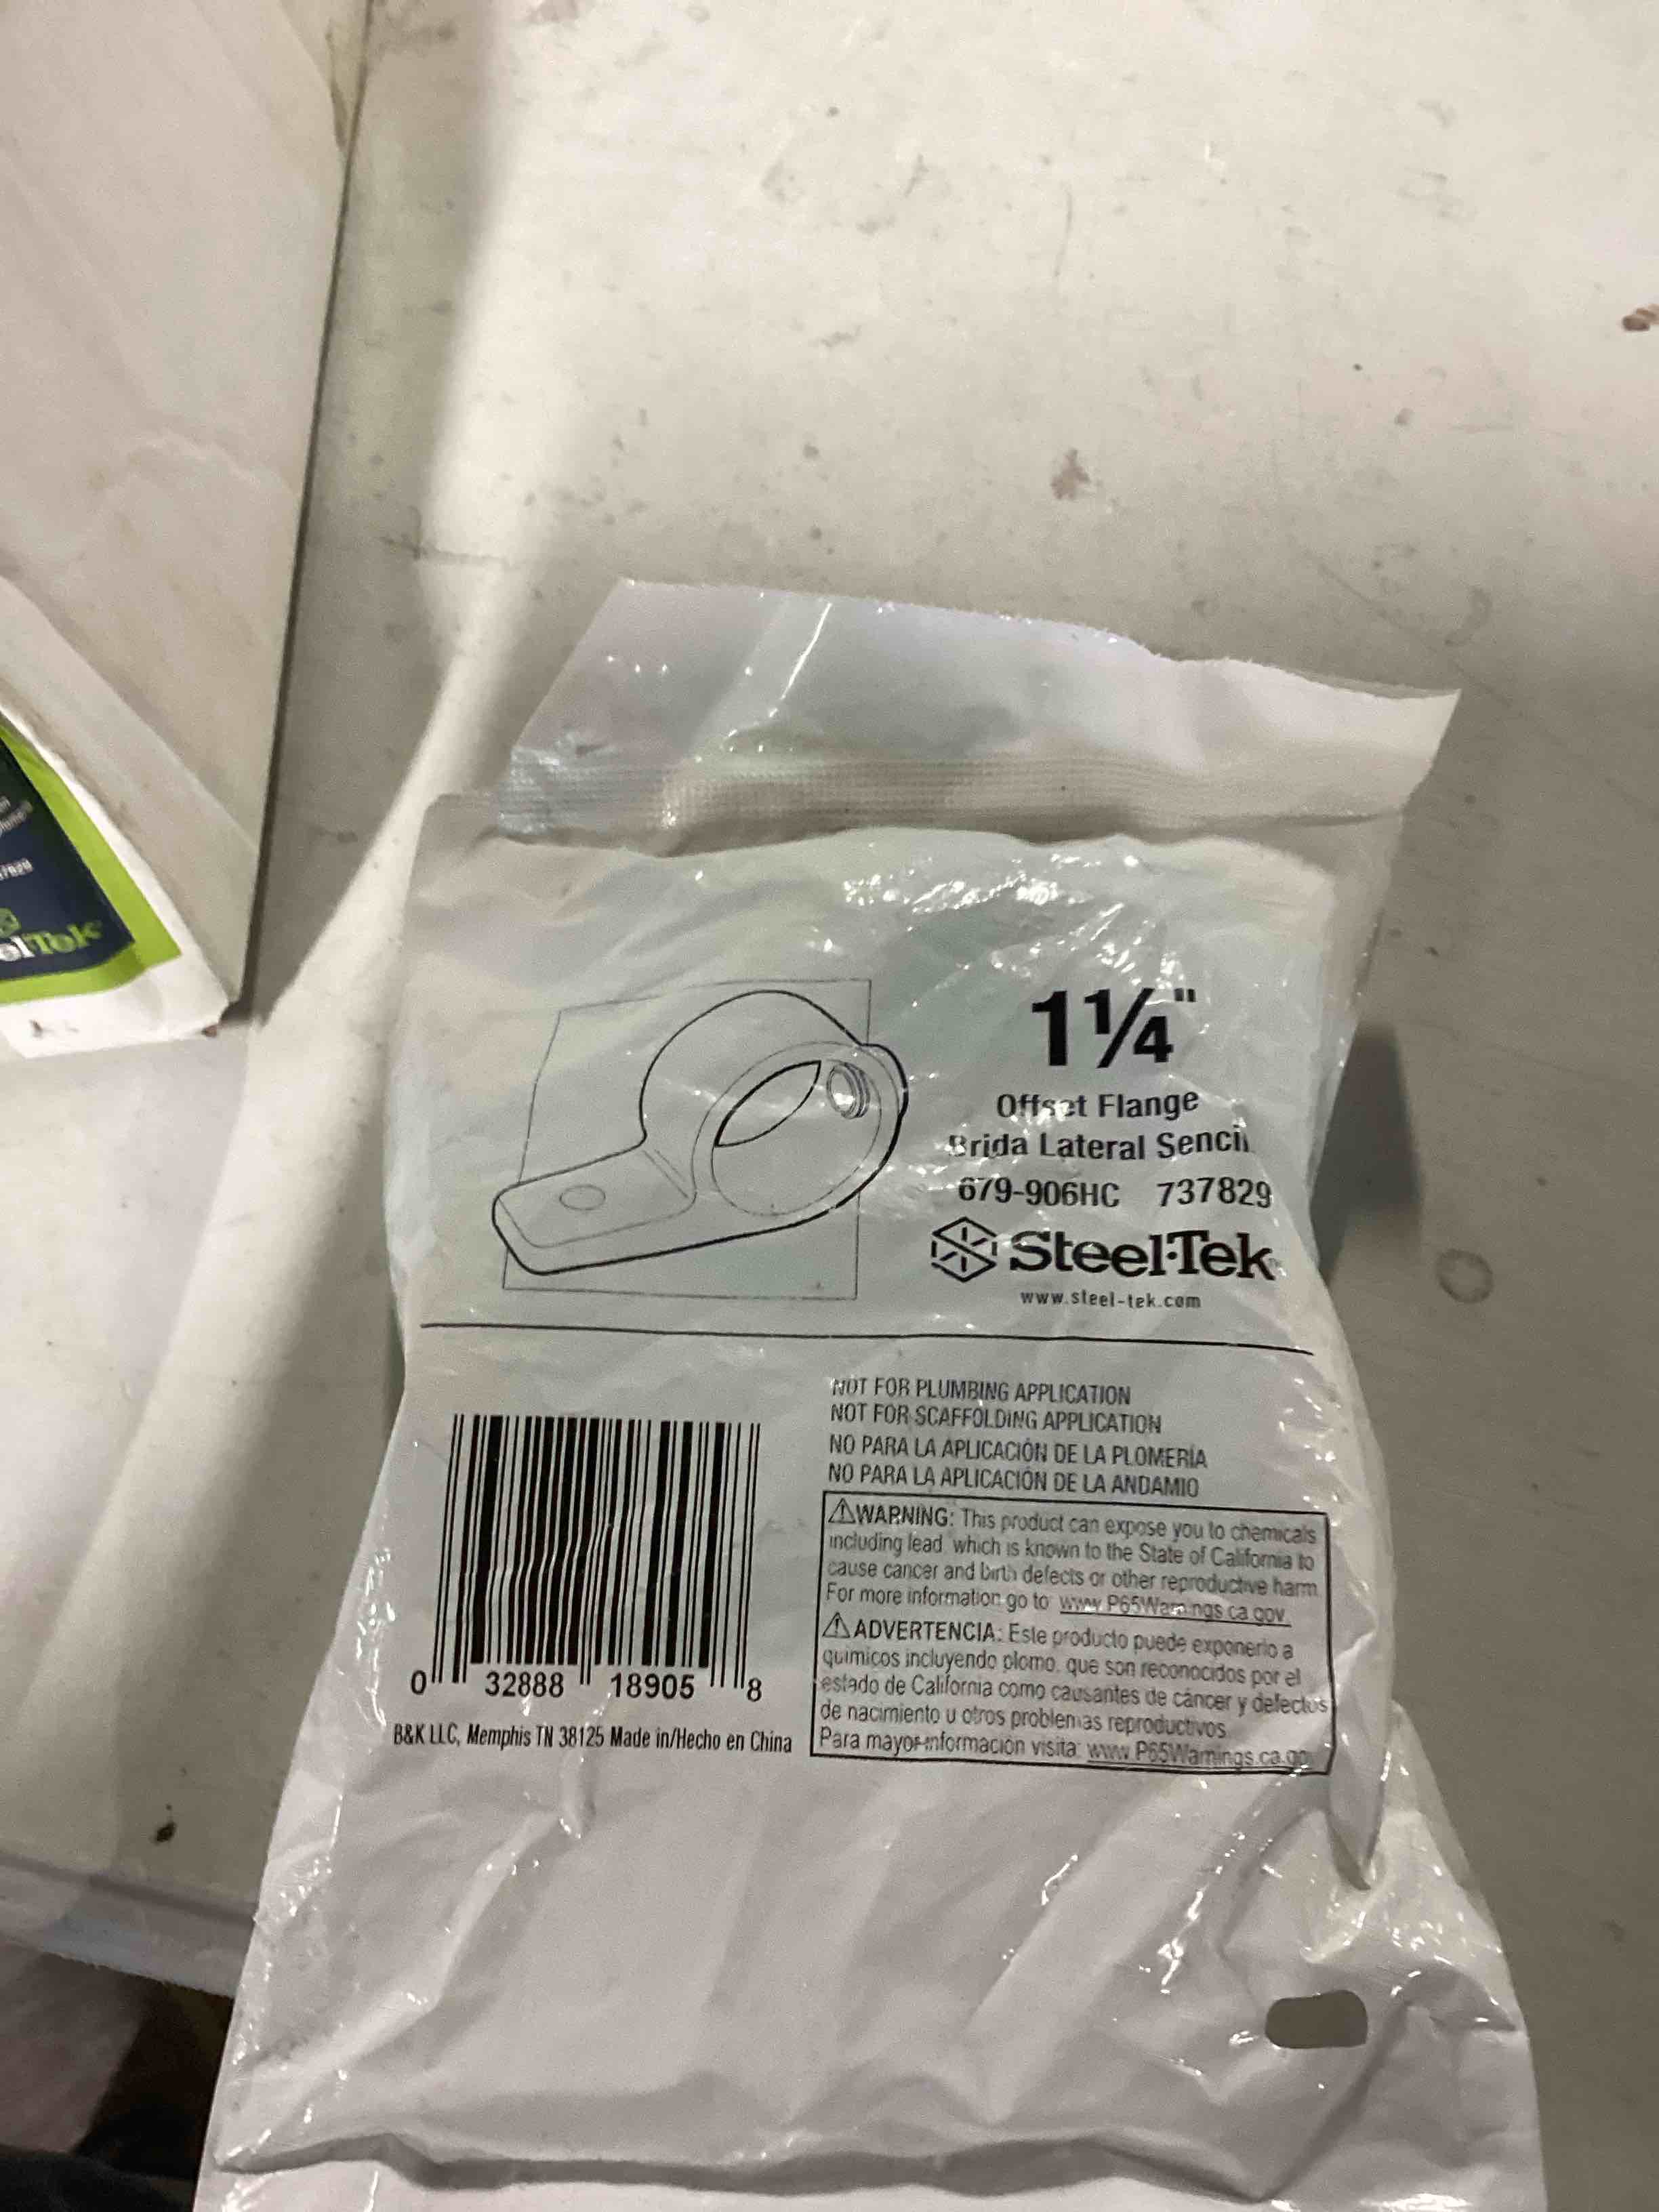 elTek
1¼"
Offset Flange
Brida Lateral
679-906HC 737829
Steel·Tek
www.steel-tek.com
NOT FOR PLUMBING APPLICATION
NOT FOR SCAFFOLDING APPLICATION
NO PARA LA APLICACIÓN DE LA PLOMERÍA
NO PARA LA APLICACIÓN DE LA ANDAMIO
⚠WARNING: This product can expose you to chemicals
including lead which is known to the State of California to
cause cancer and birth defects or other reproductive harm
For more information go to: www.P65Warnings.ca.gov.
⚠ADVERTENCIA: Este producto puede exponerlo a
quimicos incluyendo plomo, que son reconocidos por el
estado de California como causantes de cáncer y defectos
de nacimiento u otros problemas reproductivos.
Para mayor información visita: www.P65Warnings.ca.go
0 32888 18905 8
B&K LLC, Memphis TN 38125 Made in/Hecho en China